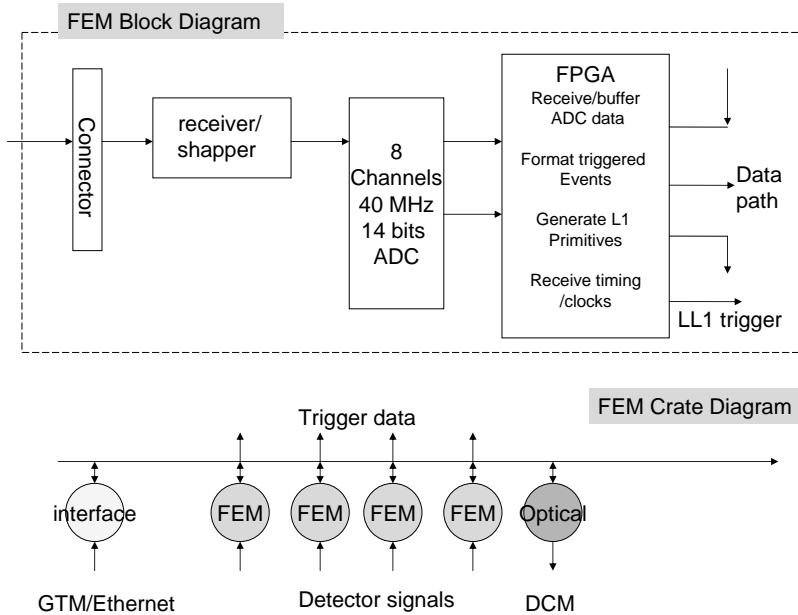 FEM Block Diagram
Connector
receiver/
shapper
8
Channels
40 MHz
14 bits
ADC
FPGA
Receive/buffer
ADC data
Format triggered
Events
Generate L1
Primitives
Receive timing
/clocks
Data
path
LL1 trigger
FEM Crate Diagram
Trigger data
interface
FEM
FEM
FEM
FEM
Optical
GTM/Ethernet
Detector signals
DCM